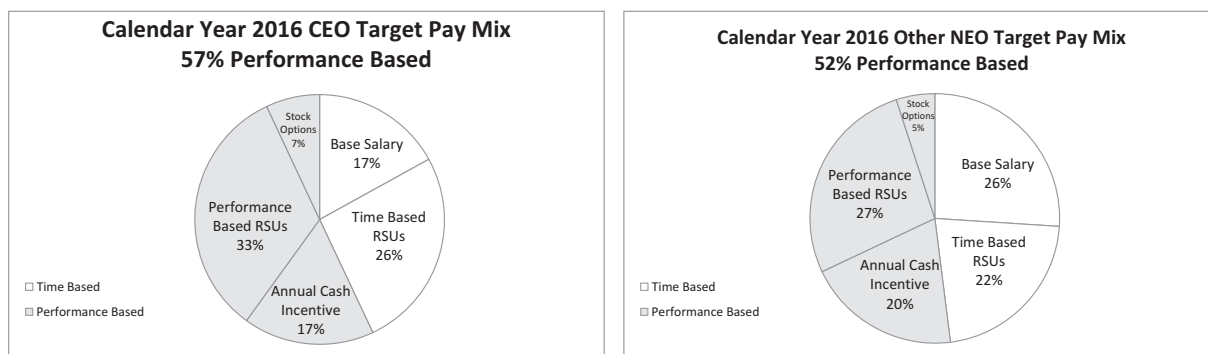 Calendar Year 2016 CEO Target Pay Mix
57% Performance Based
Stock
Options
7%
Base Salary
17%
Performance
Based RSUs
33%
Time Based
RSUs
26%
Annual Cash
Incentive
17%
Time Based
Performance Based
Calendar Year 2016 Other NEO Target Pay Mix
52% Performance Based
Stock
Options
5%
Base Salary
26%
Performance
Based RSUs
27%
Time Based
RSUs
22%
Annual Cash
Incentive
20%
Time Based
Performance Based